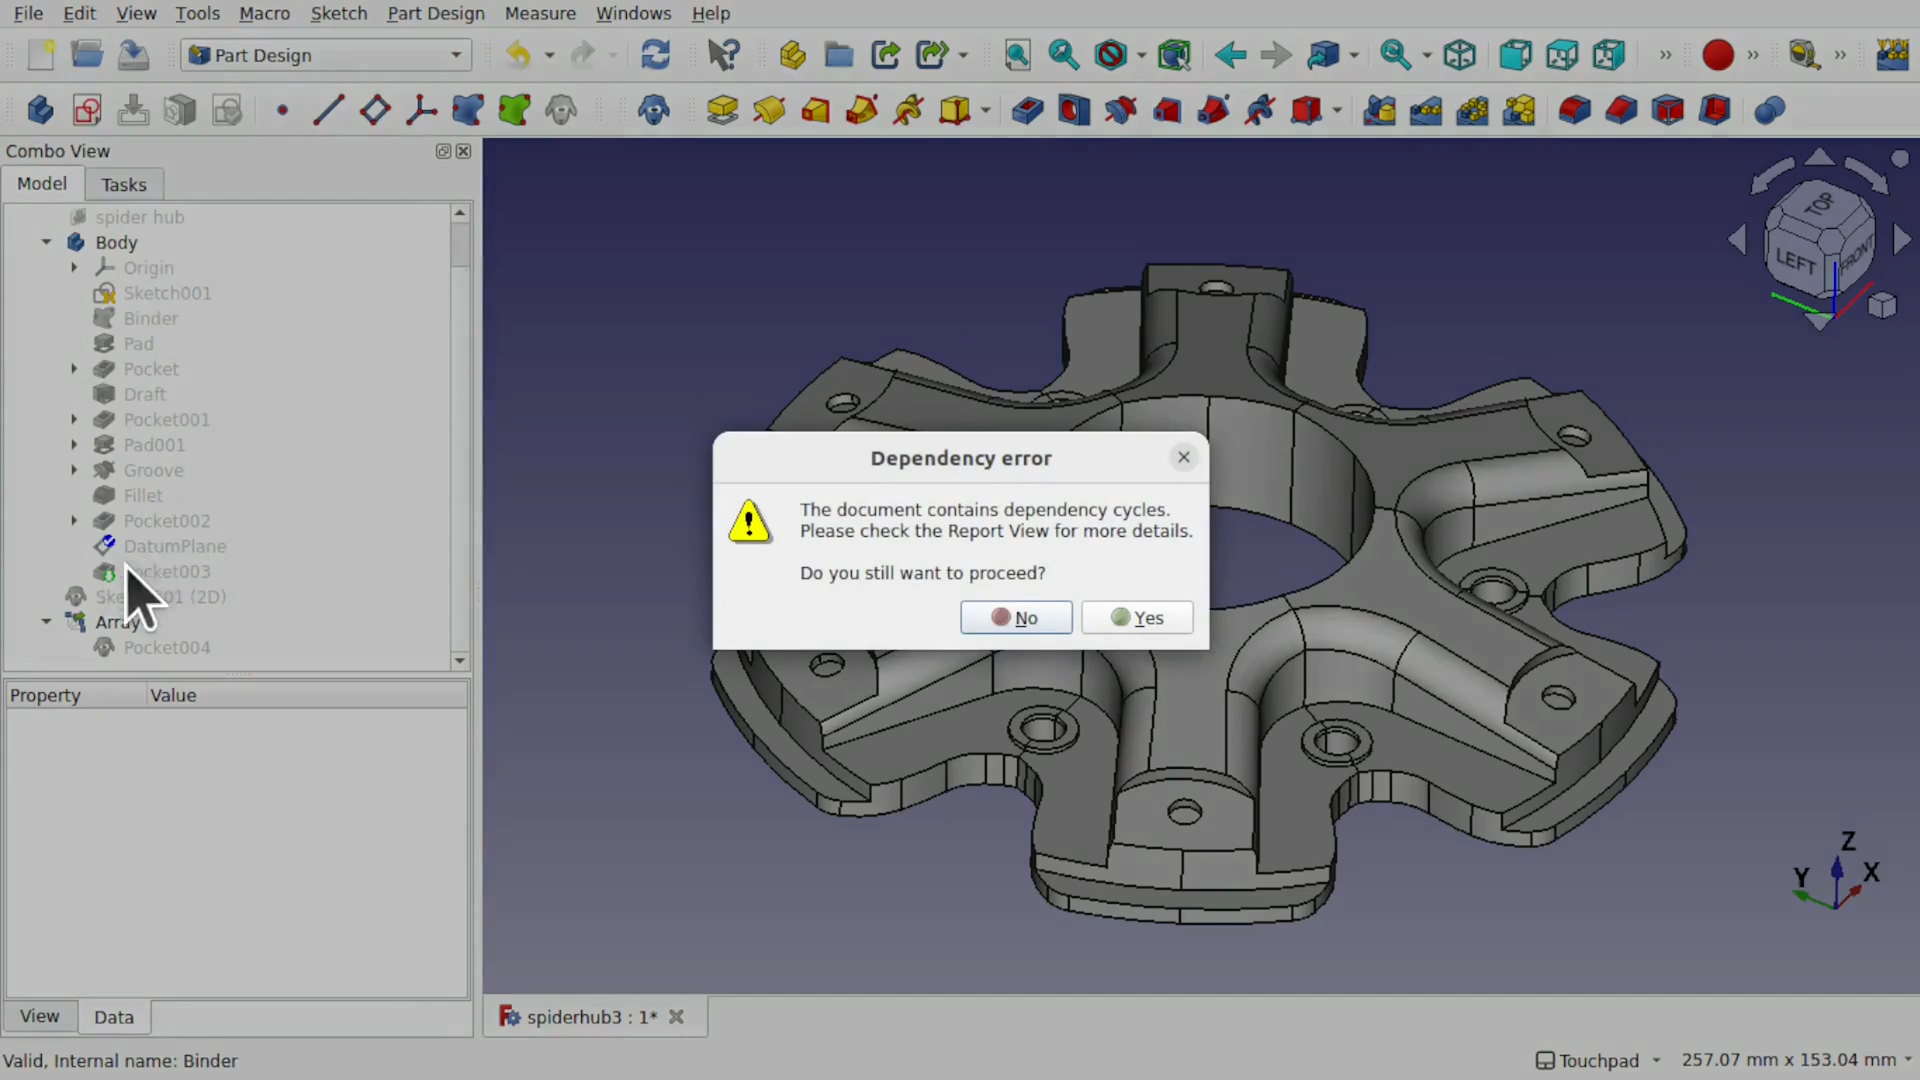 File Edit View Tools Macro Sketch Part Design Measure Windows Help
Part Design
Combo View
Model Tasks
spider hub
Body
Origin
Sketch001
Binder
Pad
Pocket
Draft
Pocket001
Pad001
Groove
Fillet
Pocket002
DatumPlane
ocket003
01 (2D)
Array
Pocket004
Property Value
View Data
Valid, Internal name: Binder
Dependency error
The document contains dependency cycles.
Please check the Report View for more details.
Do you still want to proceed?
No Yes
TOP
LEFT FRONT
Z
Y X
spiderhub3 : 1*
Touchpad 257.07 mm x 153.04 mm